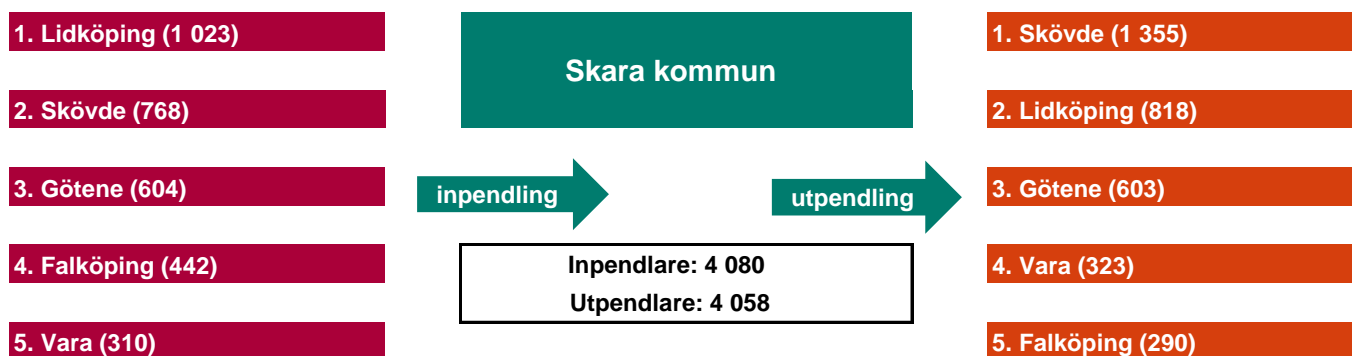 1. Lidköping (1 023)
2. Skövde (768)
3. Götene (604)
4. Falköping (442)
5. Vara (310)
Skara kommun
inpendling
utpendling
Inpendlare: 4 080
Utpendlare: 4 058
1. Skövde (1 355)
2. Lidköping (818)
3. Götene (603)
4. Vara (323)
5. Falköping (290)